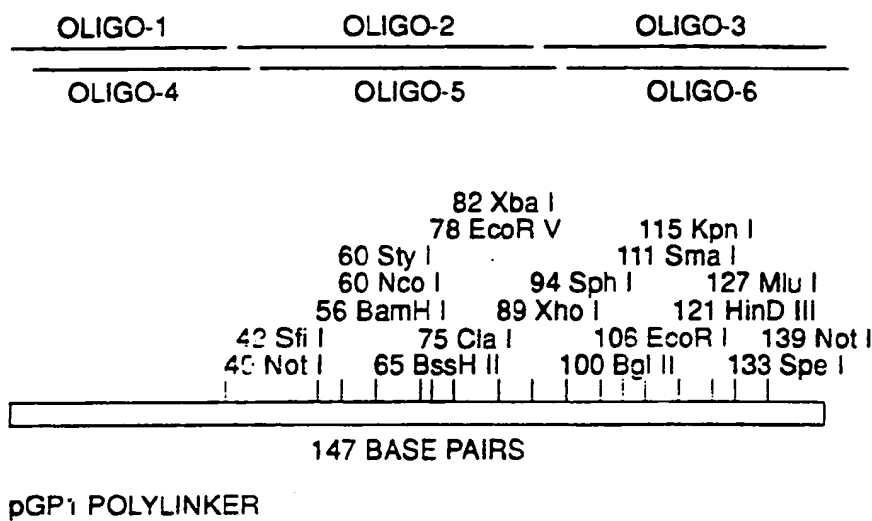 OLIGO-1 OLIGO-2 OLIGO-3
OLIGO-4 OLIGO-5 OLIGO-6
82 Xba I
78 EcoR V 115 Kpn I
60 Sty I 111 Sma I
60 Nco I 94 Sph I 127 Mlu I
56 BamH I 89 Xho I 121 HinD III
Sfi I 75 Cla I 106 EcoR I 139 Not I
Not I 65 BssH II 100 Bgl II 133 Spe I
147 BASE PAIRS
POLYLINKER